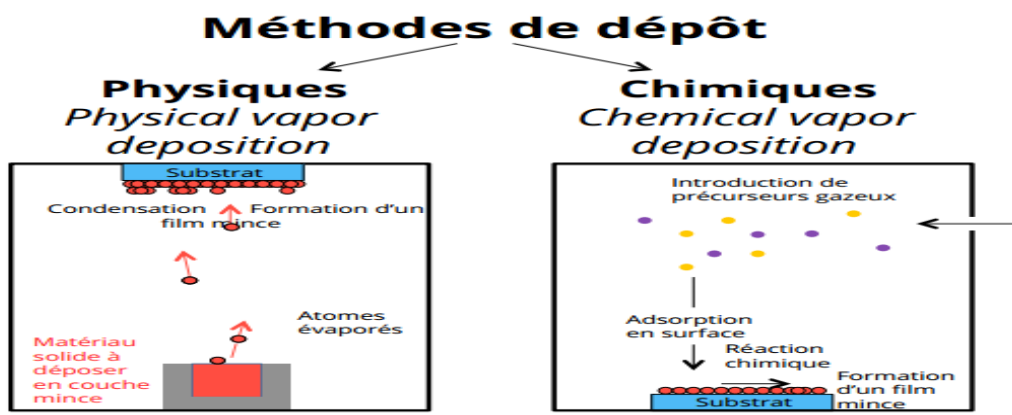 Méthodes de dépôt
Physiques
Physical vapor
deposition
Substrat
Condensation
Formation d'un
film mince
Atomes
évaporés
Matériau
solide à
déposer
en couche
mince
Chimiques
Chemical vapor
deposition
Introduction de
précurseurs gazeux
Adsorption
en surface
Réaction
chimique
Formation
d'un film
mince
Substrat